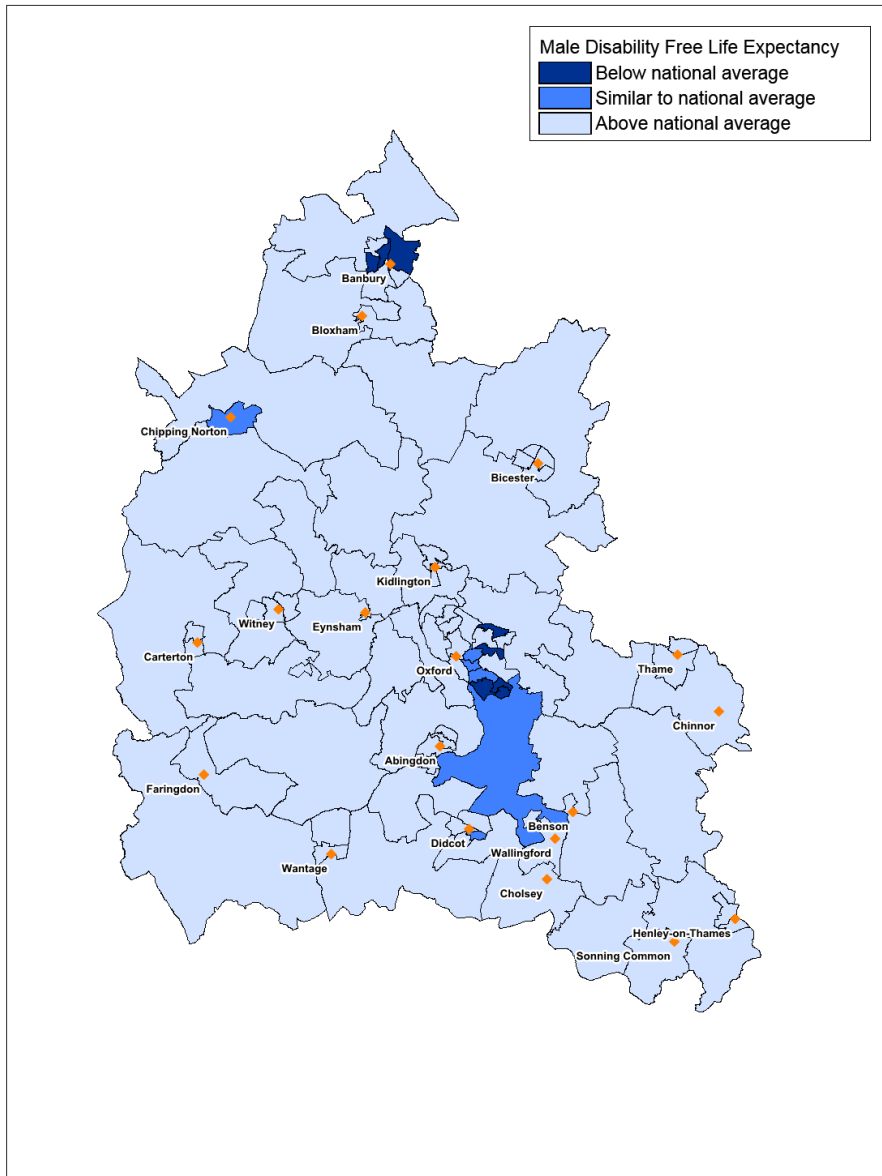 Male Disability Free Life Expectancy
Below national average
Similar to national average
Above national average
Banbury
Bloxham
Chipping Norton
Bicester
Kidlington
Witney
Eynsham
Carterton
Oxford
Thame
Chinnor
Abingdon
Faringdon
Benson
Didcot
Wallingford
Wantage
Cholsey
Henley-on-Thames
Sonning Common